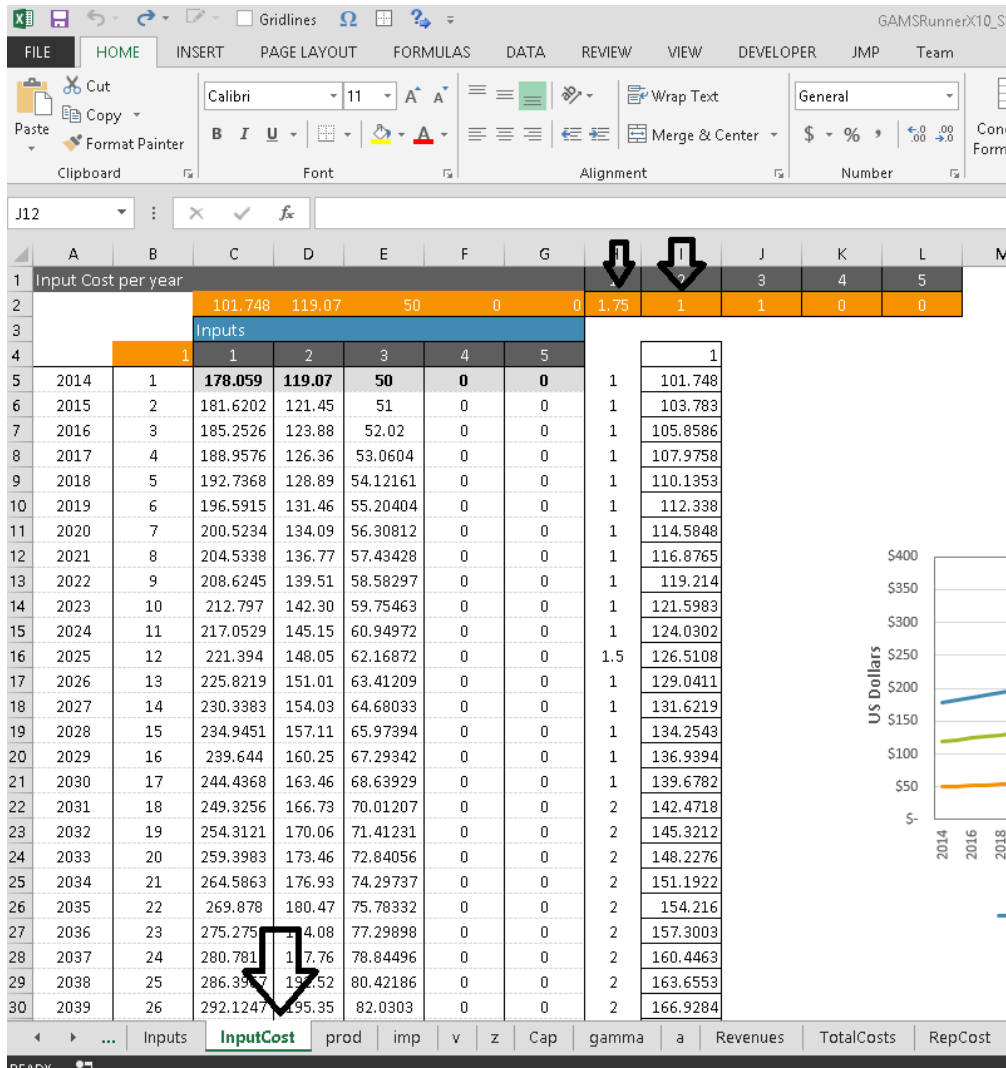 Gridlines Ω GAMSRunnerX10_S
FILE HOME INSERT PAGE LAYOUT FORMULAS DATA REVIEW VIEW DEVELOPER JMP Team
Cut
Copy
Paste
Format Painter
Calibri 11 A A
B I U A
Wrap Text
Merge & Center
General
$ % ,
Con
Form
Clipboard Font Alignment Number
J12 fx
A B C D E F G I J K L
1 Input Cost per year 2 3 4 5
2 101.748 119.07 50 0 0 1.75 1 1 0 0
3 Inputs
4 1 1 2 3 4 5 1
5 2014 1 178.059 119.07 50 0 0 1 101.748
6 2015 2 181.6202 121.45 51 0 0 1 103.783
7 2016 3 185.2526 123.88 52.02 0 0 1 105.8586
8 2017 4 188.9576 126.36 53.0604 0 0 1 107.9758
9 2018 5 192.7368 128.89 54.12161 0 0 1 110.1353
10 2019 6 196.5915 131.46 55.20404 0 0 1 112.338
11 2020 7 200.5234 134.09 56.30812 0 0 1 114.5848
12 2021 8 204.5338 136.77 57.43428 0 0 1 116.8765
13 2022 9 208.6245 139.51 58.58297 0 0 1 119.214
14 2023 10 212.797 142.30 59.75463 0 0 1 121.5983
15 2024 11 217.0529 145.15 60.94972 0 0 1 124.0302
16 2025 12 221.394 148.05 62.16872 0 0 1.5 126.5108
17 2026 13 225.8219 151.01 63.41209 0 0 1 129.0411
18 2027 14 230.3383 154.03 64.68033 0 0 1 131.6219
19 2028 15 234.9451 157.11 65.97394 0 0 1 134.2543
20 2029 16 239.644 160.25 67.29342 0 0 1 136.9394
21 2030 17 244.4368 163.46 68.63929 0 0 1 139.6782
22 2031 18 249.3256 166.73 70.01207 0 0 2 142.4718
23 2032 19 254.3121 170.06 71.41231 0 0 2 145.3212
24 2033 20 259.3983 173.46 72.84056 0 0 2 148.2276
25 2034 21 264.5863 176.93 74.29737 0 0 2 151.1922
26 2035 22 269.878 180.47 75.78332 0 0 2 154.216
27 2036 23 77.29898 0 0 2 157.3003
28 2037 24 78.84496 0 0 2 160.4463
29 2038 25 80.42186 0 0 2 163.6553
30 2039 26 292.1247 82.0303 0 0 2 166.9284
$400
$350
$300
$250
$200
$150
$100
$50
$-
US Dollars
2014 2016 2018
... Inputs InputCost prod imp v z Cap gamma a Revenues TotalCosts RepCost
READY